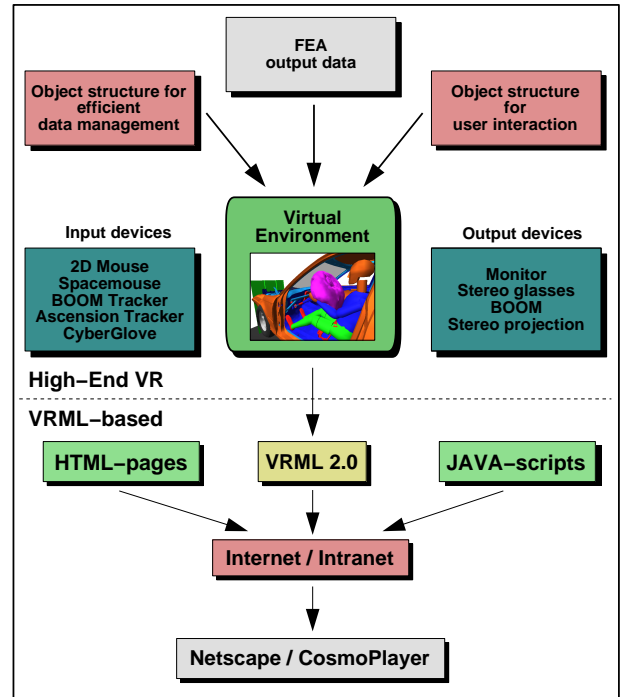 FEA
output data
Object structure for
efficient
data management
Object structure
for
user interaction
Virtual
Environment
Input devices
2D Mouse
Spacemouse
BOOM Tracker
Ascension Tracker
CyberGlove
Output devices
Monitor
Stereo glasses
BOOM
Stereo projection
High−End VR
VRML−based
HTML−pages
VRML 2.0
JAVA−scripts
Internet / Intranet
Netscape / CosmoPlayer